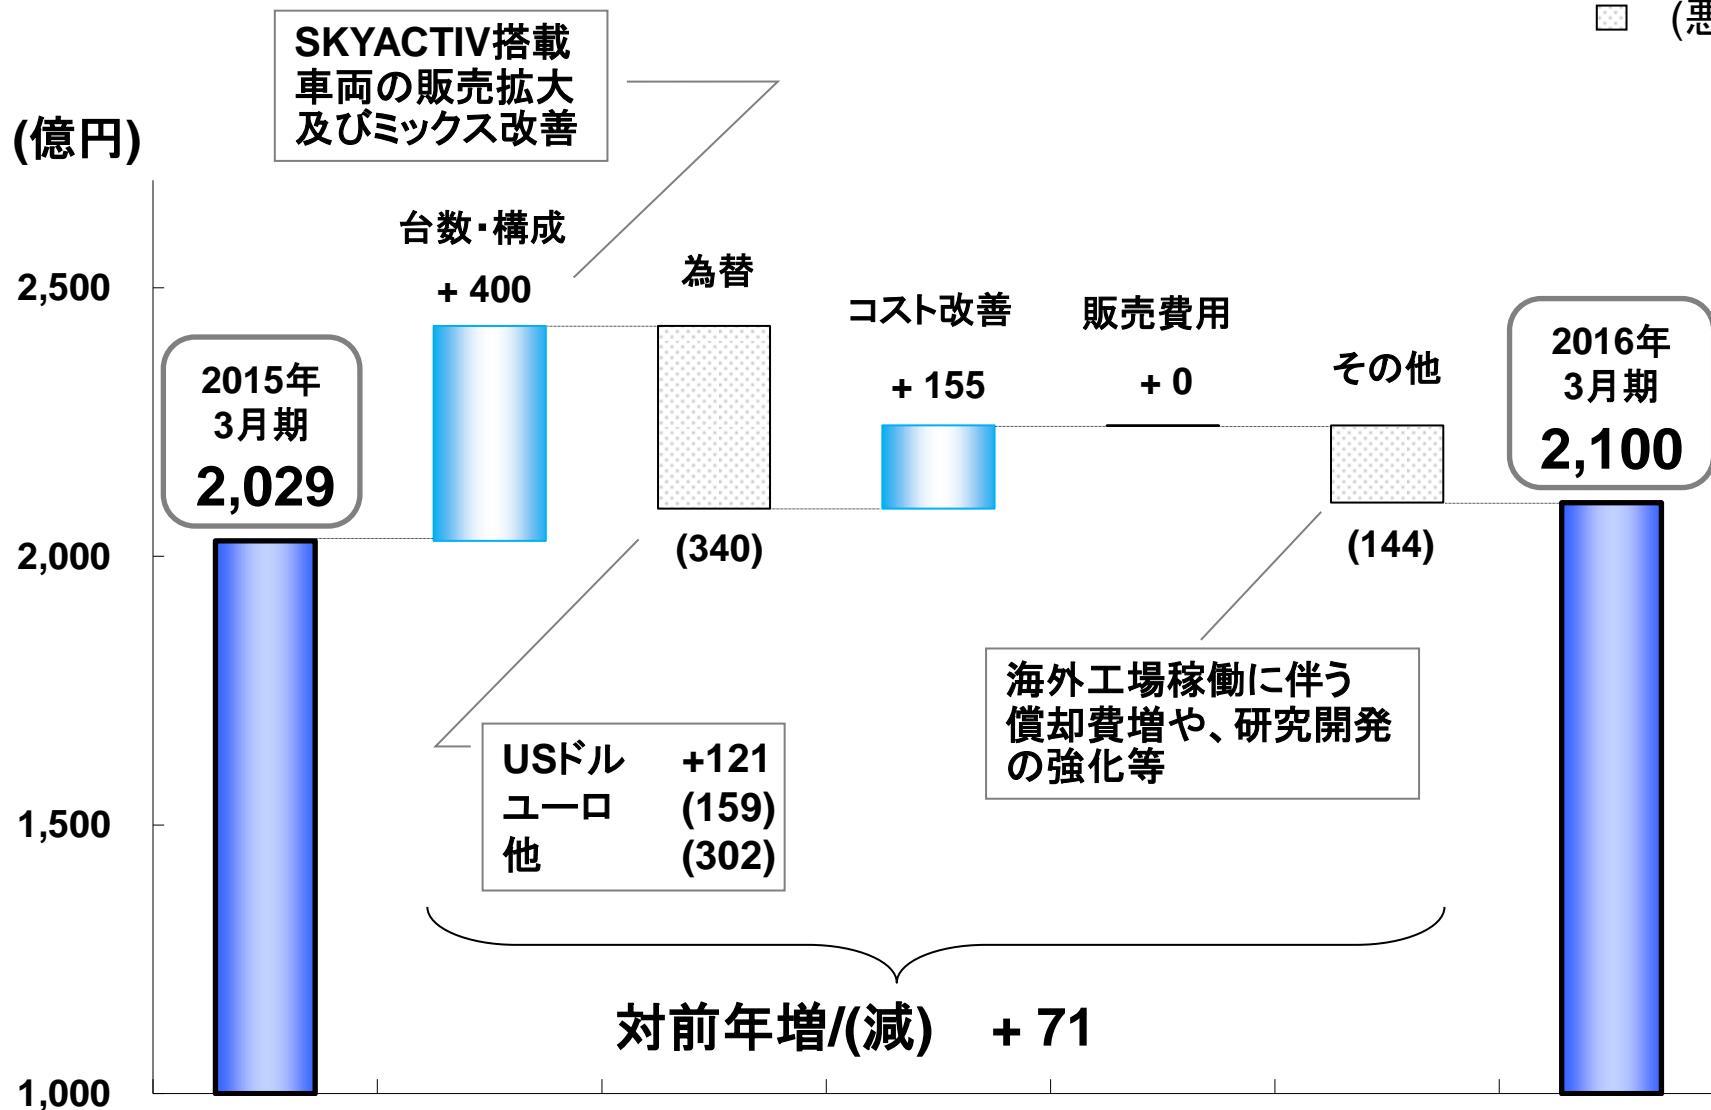 (悪
SKYACTIV搭載
車両の販売拡大
及びミックス改善
(億円)
台数・構成
+ 400
為替
コスト改善
+ 155
販売費用
+ 0
その他
2,500
2,000
1,500
1,000
2015年
3月期
2,029
2016年
3月期
2,100
(340)
(144)
USドル +121
ユーロ (159)
他 (302)
海外工場稼働に伴う
償却費増や、研究開発
の強化等
対前年増/(減) + 71